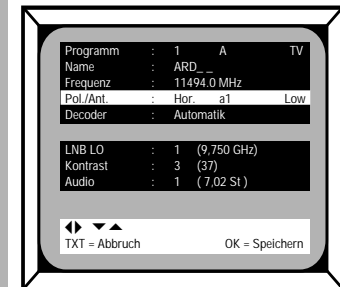 Programm : 1 A TV
Name : ARD_ _
Frequenz : 11494.0 MHz
Pol./Ant. : Hor. a1 Low
Decoder : Automatik
LNB LO : 1 (9,750 GHz)
Kontrast : 3 (37)
Audio : 1 ( 7,02 St )
TXT = Abbruch OK = Speichern